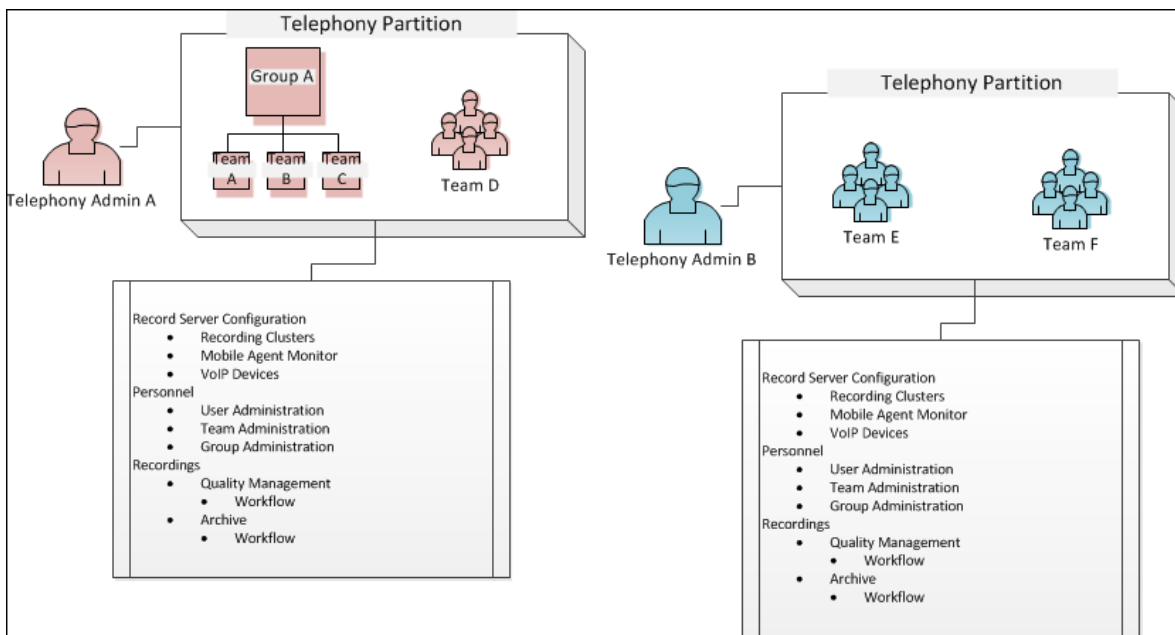 Telephony Partition
Group A
Team
A
Team
B
Team
C
Team D
Telephony Admin A
Record Server Configuration
• Recording Clusters
• Mobile Agent Monitor
• VoIP Devices
Personnel
• User Administration
• Team Administration
• Group Administration
Recordings
• Quality Management
• Workflow
• Archive
• Workflow
Telephony Partition
Team E
Team F
Telephony Admin B
Record Server Configuration
• Recording Clusters
• Mobile Agent Monitor
• VoIP Devices
Personnel
• User Administration
• Team Administration
• Group Administration
Recordings
• Quality Management
• Workflow
• Archive
• Workflow